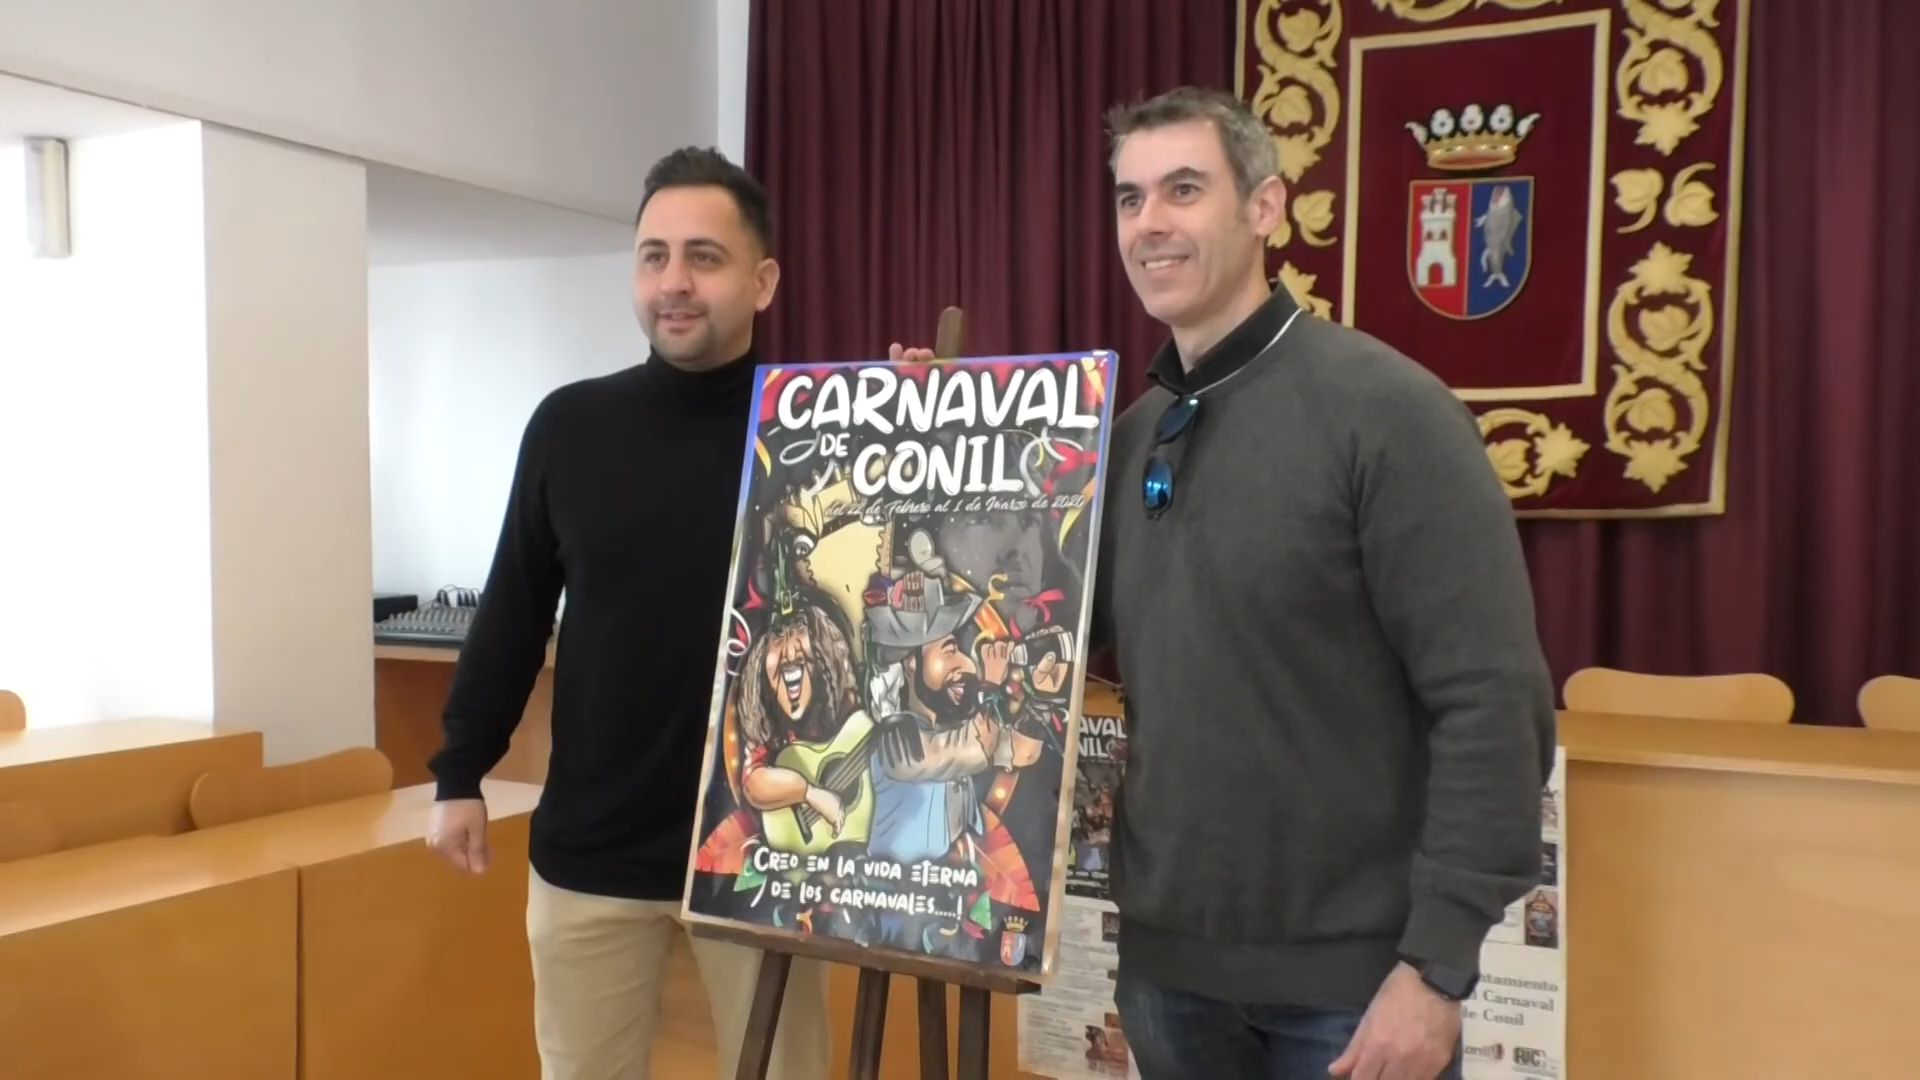 CARNAVAL
DE CONIL
del 22 de Febrero al 1 de Marzo de 2020
CREO EN LA VIDA ETERNA
DE LOS CARNAVALES.....!
AVAL
NIL
ntamiento
Carnaval
de Conil